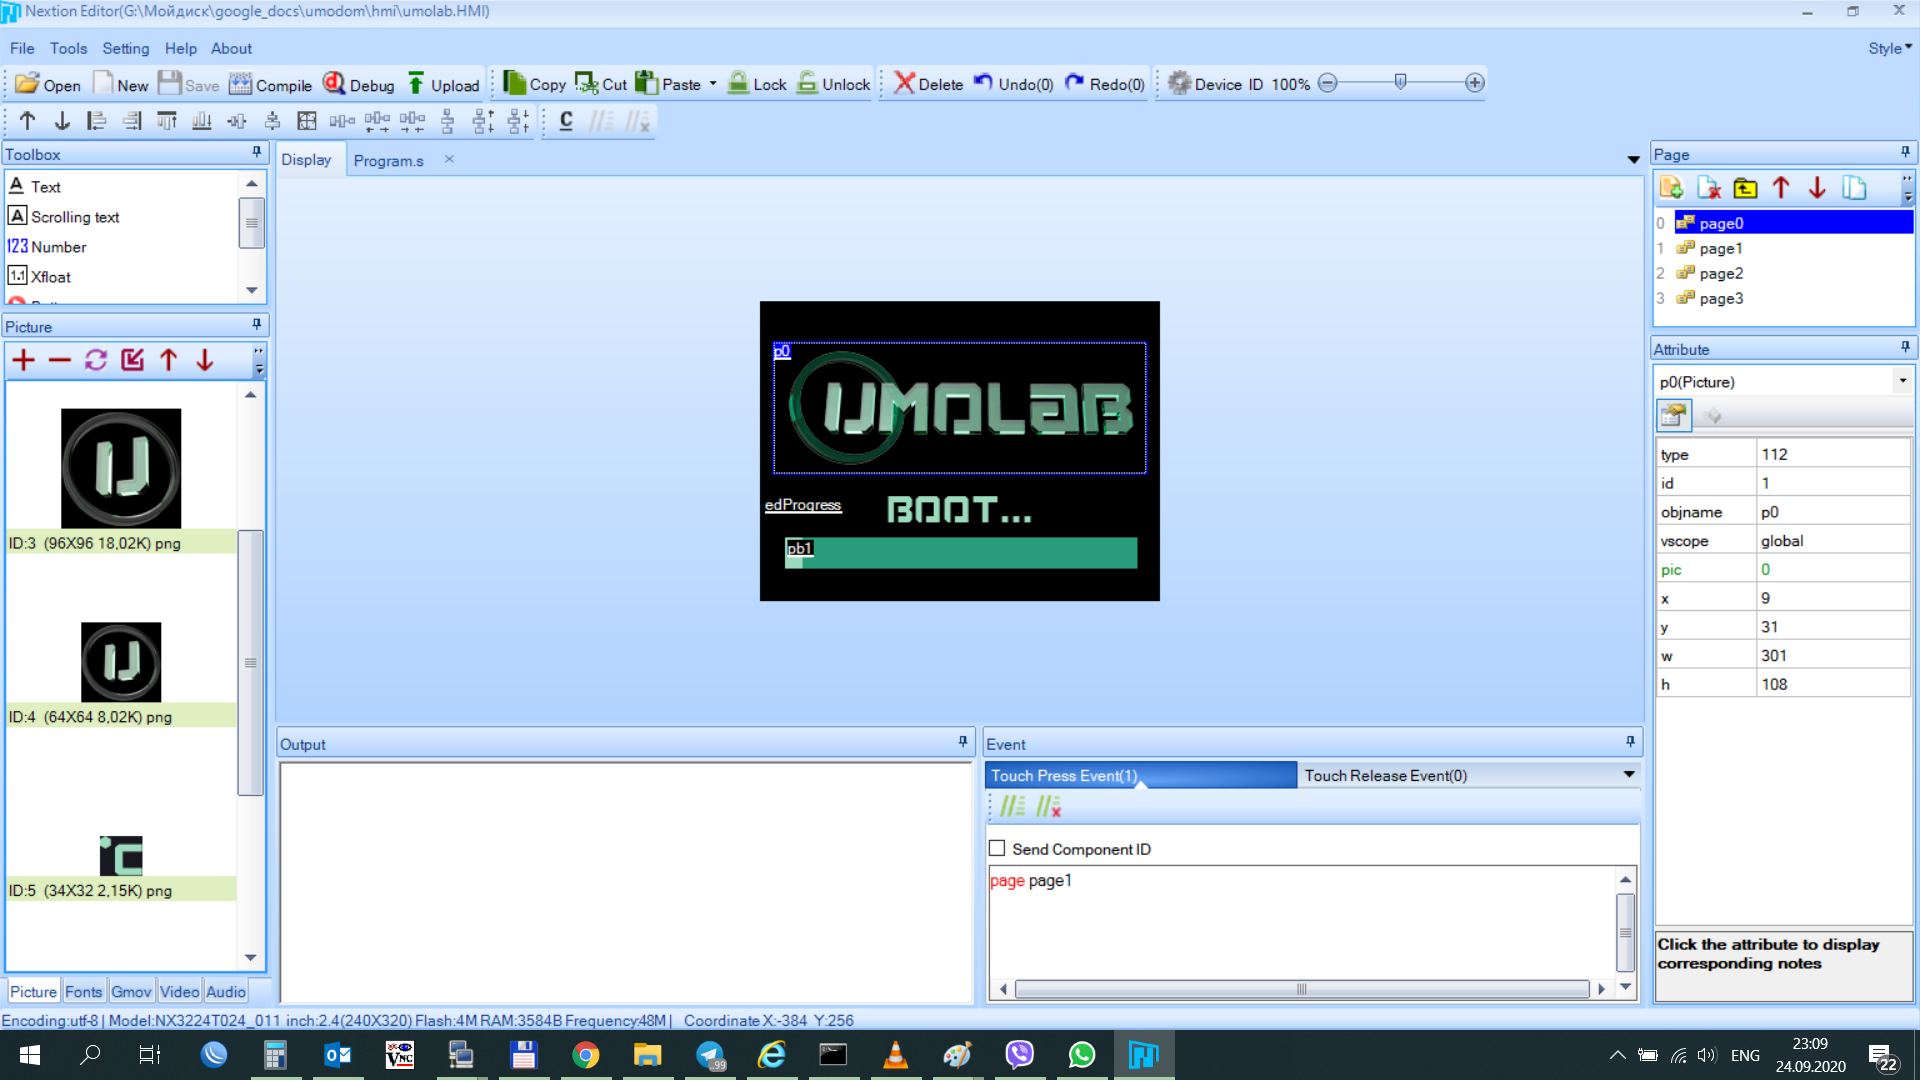 Nextion Editor(G:\Мойдиск\google_docs\umodom\hmi\umolab.HMI)
File Tools Setting Help About
Style
Open New Save Compile Debug Upload Copy Cut Paste Lock Unlock Delete Undo(0) Redo(0) Device ID 100%
C
Toolbox
A Text
A Scrolling text
123 Number
1.1 Xfloat
Picture
ID:3 (96X96 18,02K) png
ID:4 (64X64 8,02K) png
C
ID:5 (34X32 2,15K) png
Picture Fonts Gmov Video Audio
Display Program.s
p0
UMOLAB
edProgress
BOOT...
pb1
Output
Event
Touch Press Event(1) Touch Release Event(0)
Send Component ID
page page1
Page
0 page0
1 page1
2 page2
3 page3
Attribute
p0(Picture)
type 112
id 1
objname p0
vscope global
pic 0
x 9
y 31
w 301
h 108
Click the attribute to display
corresponding notes
Encoding:utf-8 | Model:NX3224T024_011 inch:2.4(240X320) Flash:4M RAM:3584B Frequency:48M | Coordinate X:-384 Y:256
VNC
99
ENG
23:09
24.09.2020
22